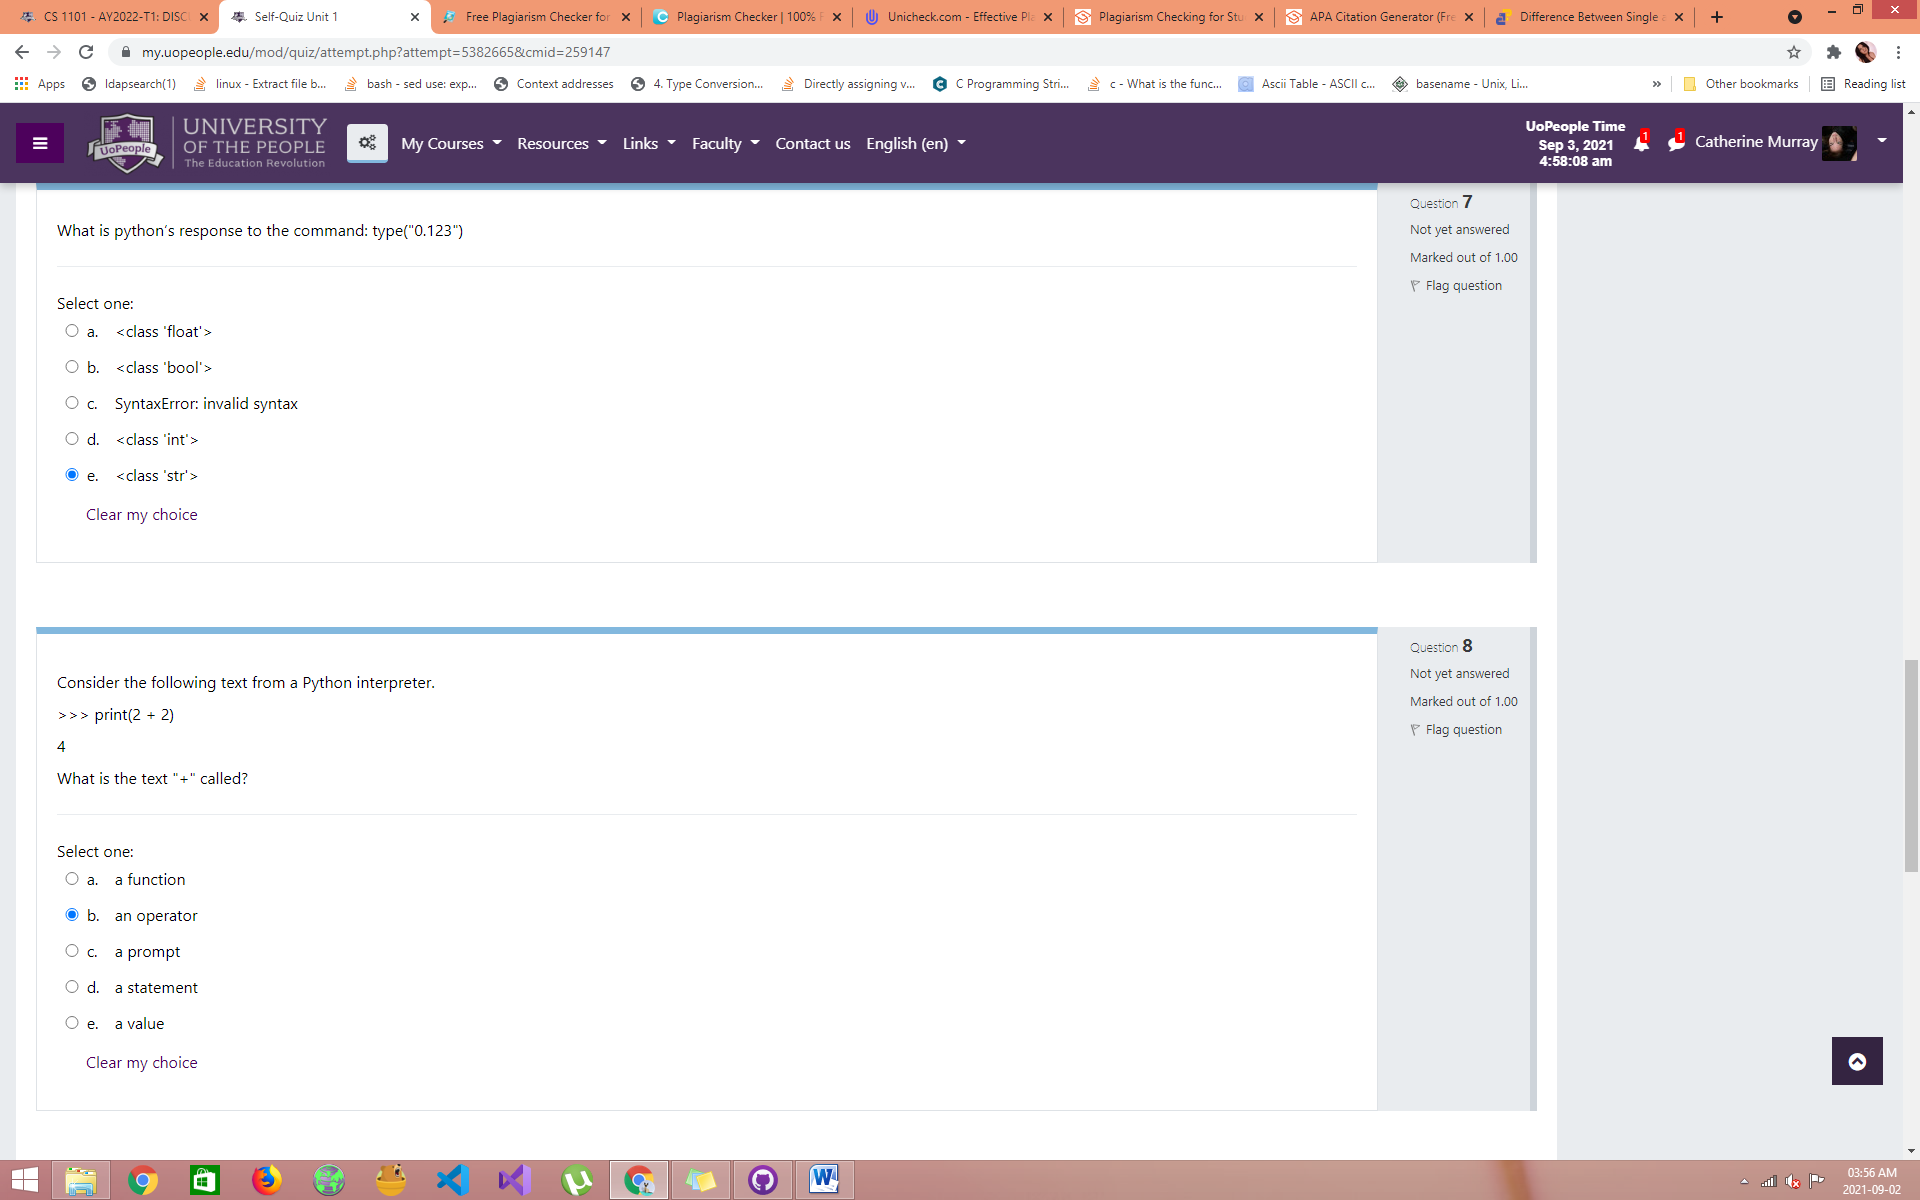 CS 1101 - AY2022-T1: DISC
Self-Quiz Unit 1
Free Plagiarism Checker for
Plagiarism Checker | 100% F
Unicheck.com - Effective Pl
Plagiarism Checking for Stu
APA Citation Generator (Fre
Difference Between Single a
my.uopeople.edu/mod/quiz/attempt.php?attempt=5382665&cmid=259147
Apps
ldapsearch(1)
linux - Extract file b...
bash - sed use: exp...
Context addresses
4. Type Conversion...
Directly assigning v...
C Programming Stri...
c - What is the func...
Ascii Table - ASCII c...
basename - Unix, Li...
»
Other bookmarks
Reading list
UoPeople
UNIVERSITY
OF THE PEOPLE
The Education Revolution
My Courses
Resources
Links
Faculty
Contact us
English (en)
UoPeople Time
Sep 3, 2021
4:58:08 am
1
1
Catherine Murray
What is python's response to the command: type("0.123")
Select one:
a. <class 'float'>
b. <class 'bool'>
c. SyntaxError: invalid syntax
d. <class 'int'>
e. <class 'str'>
Clear my choice
Question 7
Not yet answered
Marked out of 1.00
Flag question
Consider the following text from a Python interpreter.
>>> print(2 + 2)
4
What is the text "+" called?
Select one:
a. a function
b. an operator
c. a prompt
d. a statement
e. a value
Clear my choice
Question 8
Not yet answered
Marked out of 1.00
Flag question
03:56 AM
2021-09-02